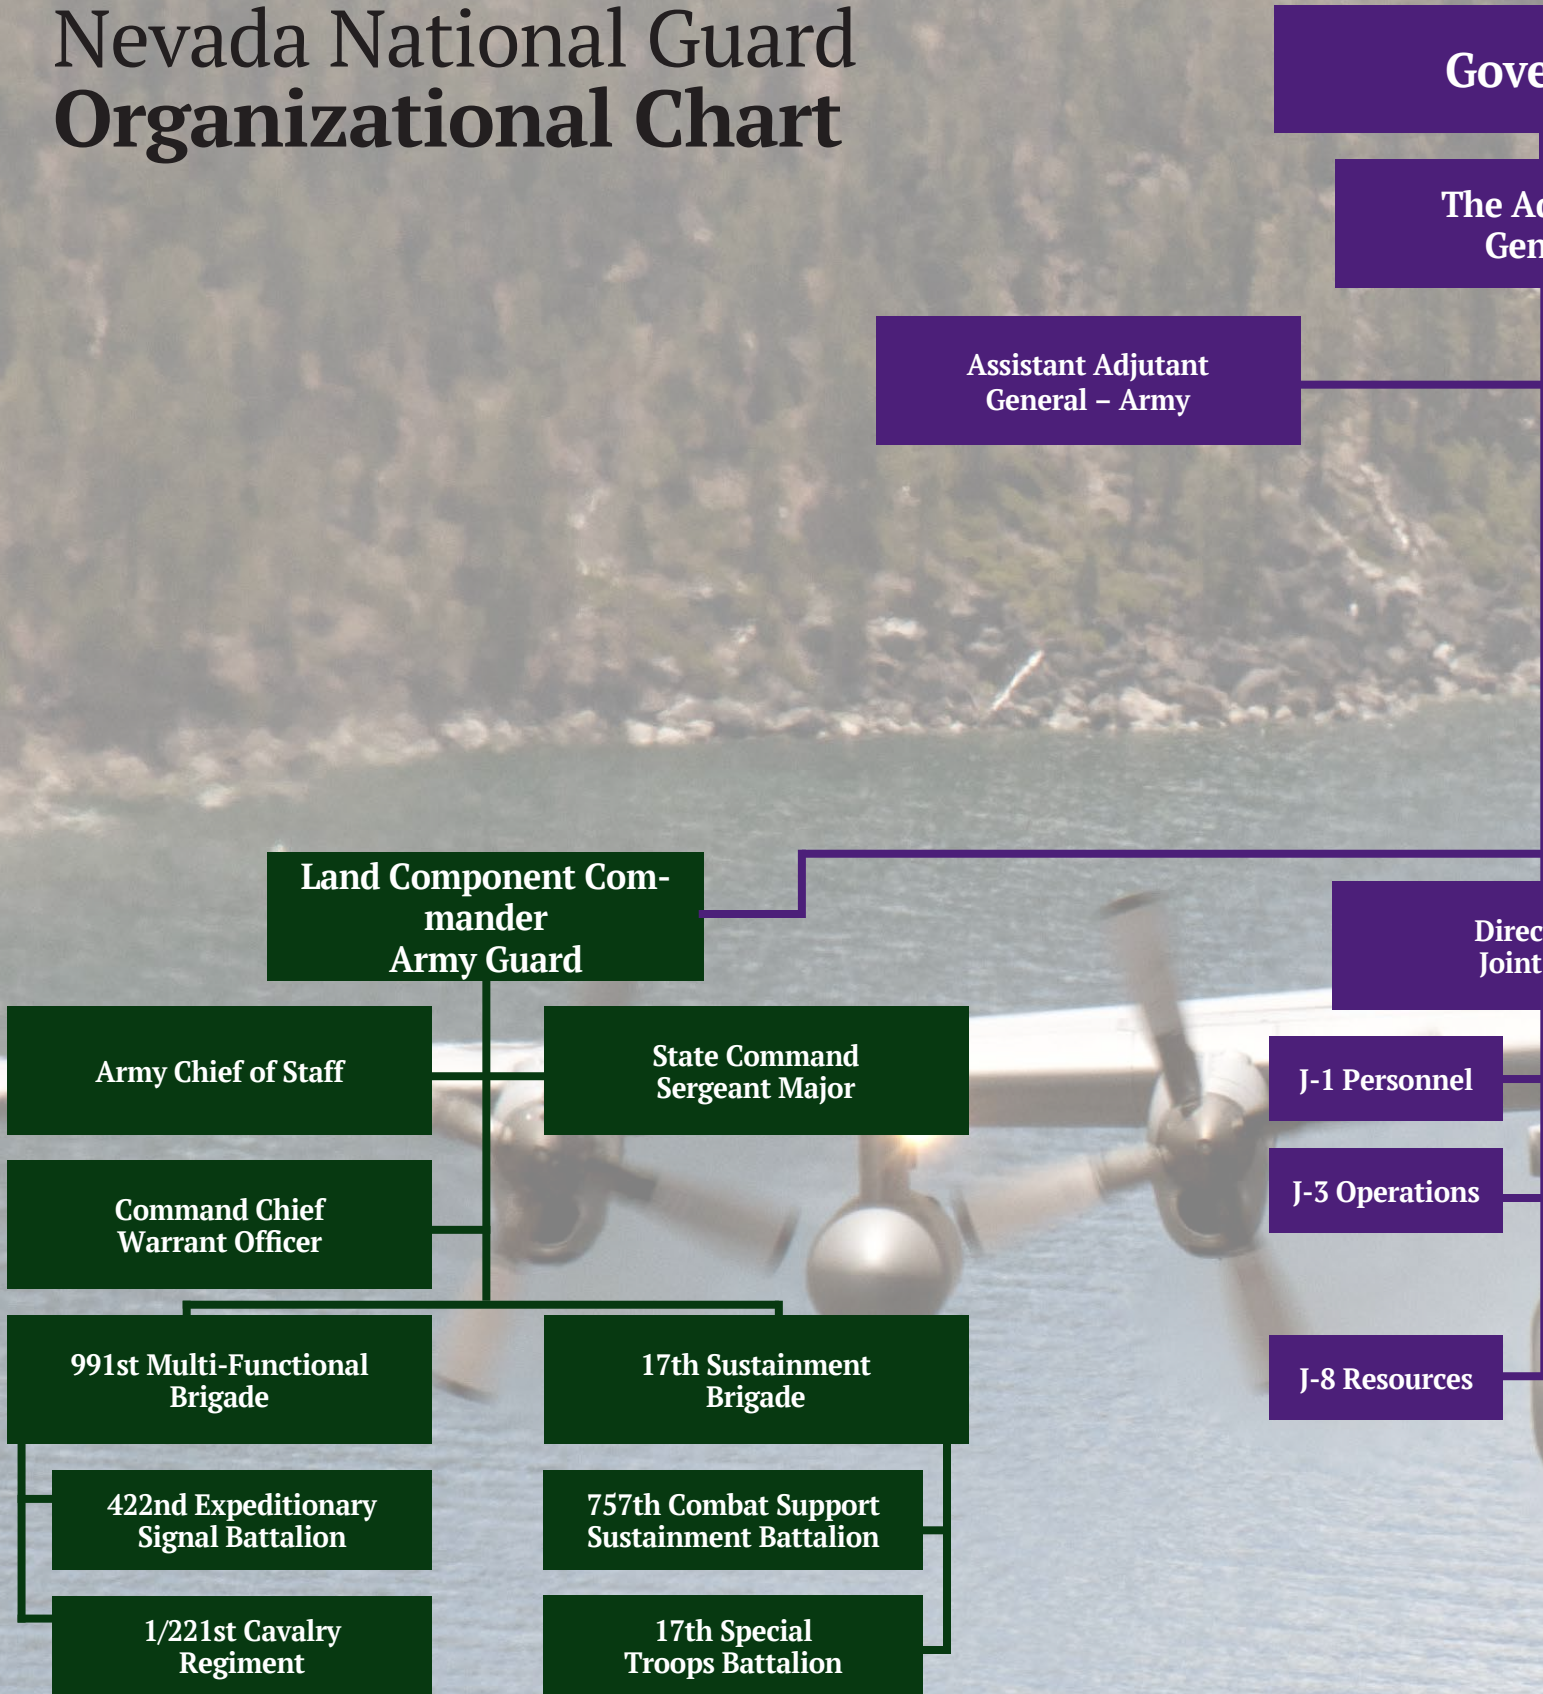 Nevada National Guard
Organizational Chart
The
Assistant Adjutant
General – Army
Land Component Com-
mander
Army Guard
Joint
Army Chief of Staff
State Command
Sergeant Major
J-1 Personnel
Command Chief
Warrant Officer
J-3 Operations
991st Multi-Functional
Brigade
17th Sustainment
Brigade
J-8 Resources
422nd Expeditionary
Signal Battalion
757th Combat Support
Sustainment Battalion
1/221st Cavalry
Regiment
17th Special
Troops Battalion